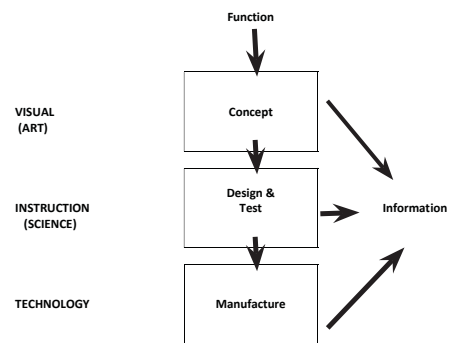 Function
VISUAL
(ART)
Concept
Design &
Test
INSTRUCTION
(SCIENCE)
Information
TECHNOLOGY
Manufacture